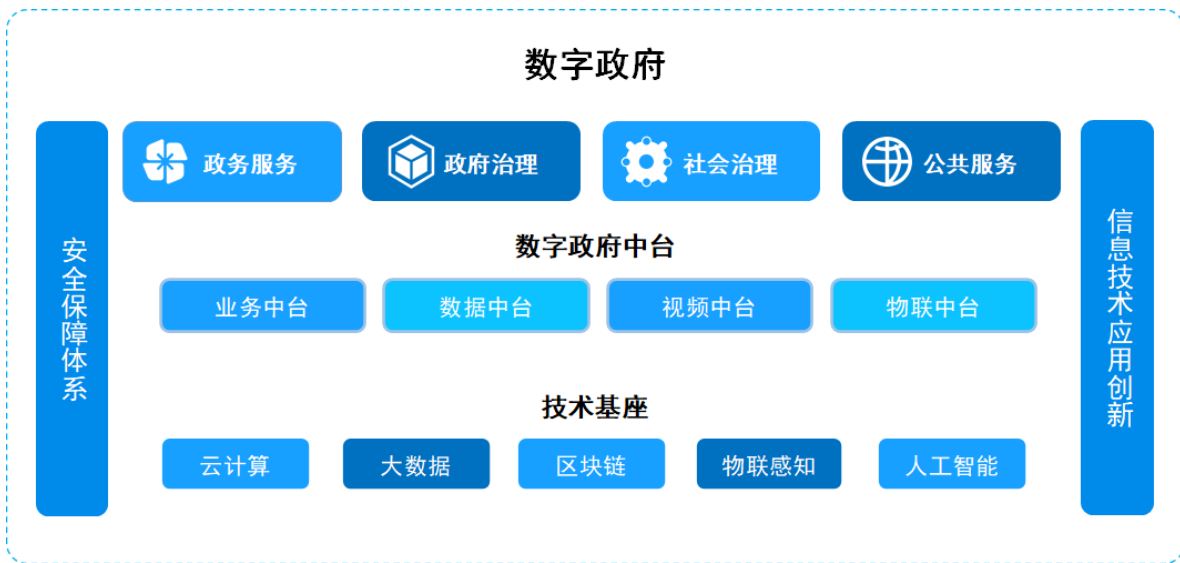 数字政府
安全保障体系
政务服务
政府治理
社会治理
公共服务
数字政府中台
业务中台
数据中台
视频中台
物联中台
技术基座
云计算
大数据
区块链
物联感知
人工智能
信息技术应用创新